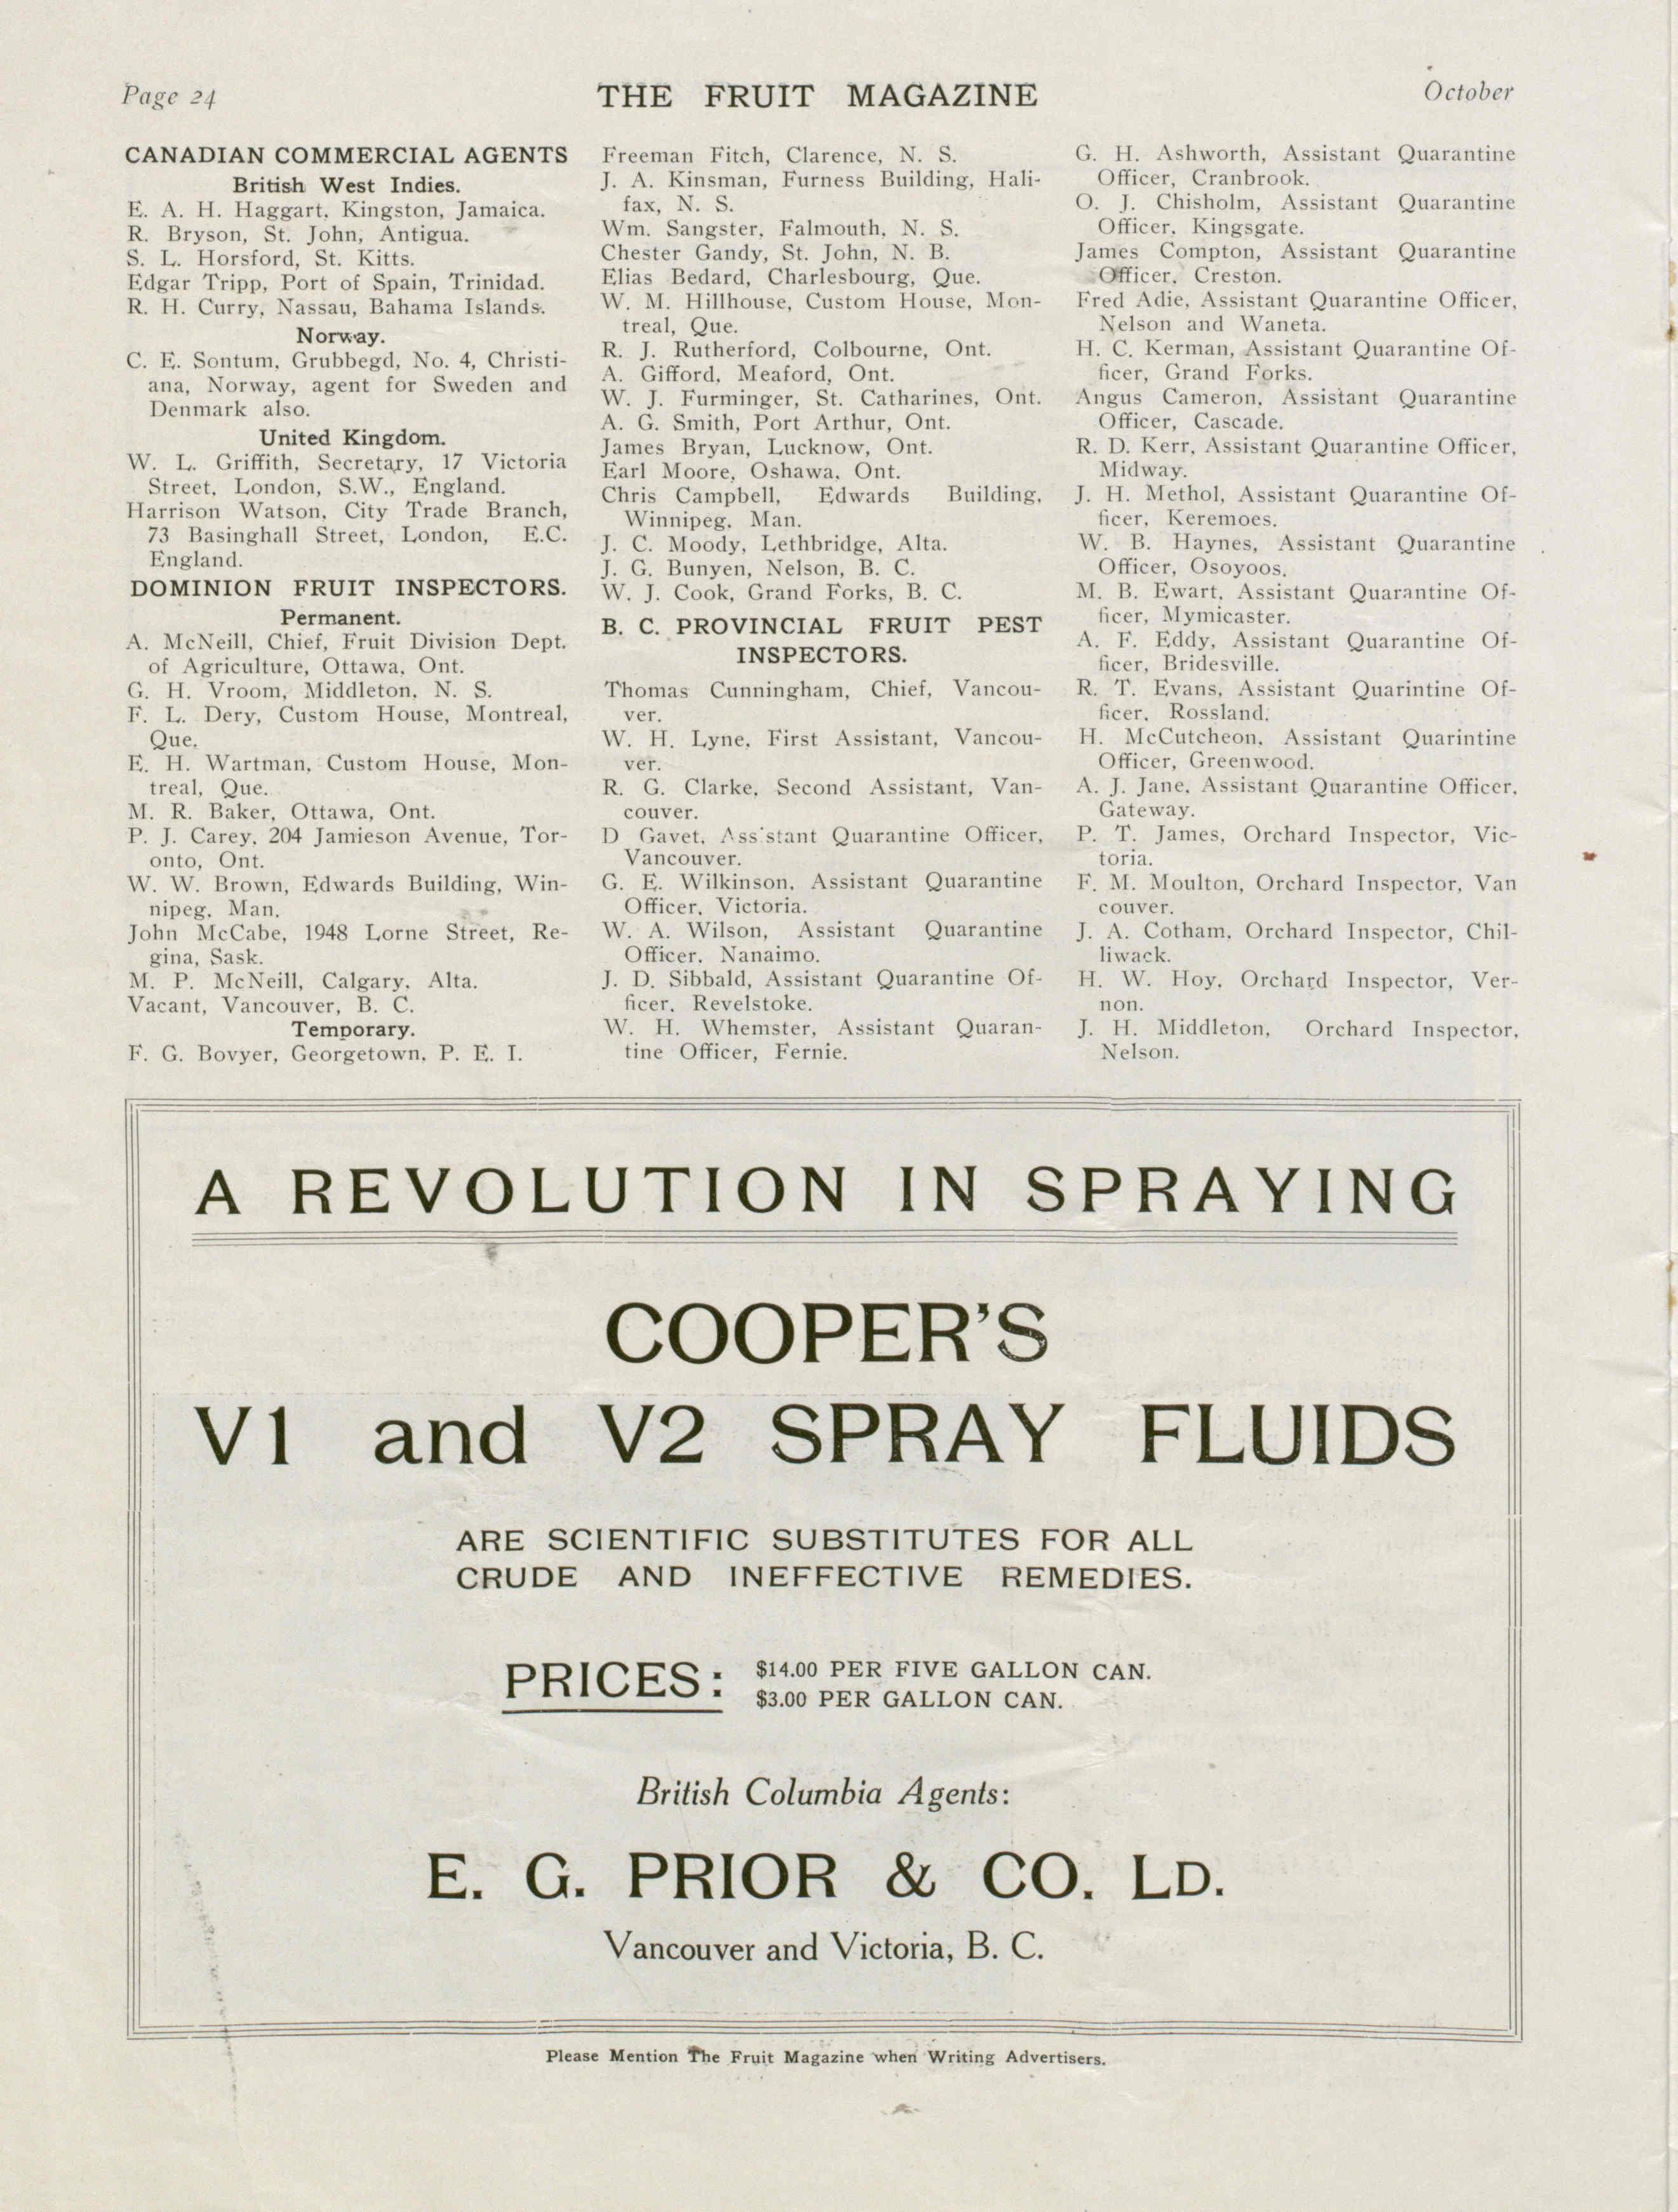 Page 24
THE FRUIT MAGAZINE
October
CANADIAN COMMERCIAL AGENTS
British West Indies.
E. A. H. Haggart, Kingston, Jamaica.
R. Bryson, St. John, Antigua.
S. L. Horsford, St. Kitts.
Edgar Tripp, Port of Spain, Trinidad.
R. H. Curry, Nassau, Bahama Islands.
Norway.
C. E. Sontum, Grubbegd, No. 4, Christi-
ana, Norway, agent for Sweden and
Denmark also.
United Kingdom.
W. L. Griffith, Secretary, 17 Victoria
Street, London, S.W., England.
Harrison Watson, City Trade Branch,
73 Basinghall Street, London, E.C.
England.
DOMINION FRUIT INSPECTORS.
Permanent.
A. McNeill, Chief, Fruit Division Dept.
of Agriculture, Ottawa, Ont.
G. H. Vroom, Middleton, N. S.
F. L. Dery, Custom House, Montreal,
Que.
E. H. Wartman, Custom House, Mon-
treal, Que.
M. R. Baker, Ottawa, Ont.
P. J. Carey, 204 Jamieson Avenue, Tor-
onto, Ont.
W. W. Brown, Edwards Building, Win-
nipeg, Man.
John McCabe, 1948 Lorne Street, Re-
gina, Sask.
M. P. McNeill, Calgary, Alta.
Vacant, Vancouver, B. C.
Temporary.
F. G. Bovyer, Georgetown, P. E. I.
Freeman Fitch, Clarence, N. S.
J. A. Kinsman, Furness Building, Hali-
fax, N. S.
Wm. Sangster, Falmouth, N. S.
Chester Gandy, St. John, N. B.
Elias Bedard, Charlesbourg, Que.
W. M. Hillhouse, Custom House, Mon-
treal, Que.
R. J. Rutherford, Colbourne, Ont.
A. Gifford, Meaford, Ont.
W. J. Furminger, St. Catharines, Ont.
A. G. Smith, Port Arthur, Ont.
James Bryan, Lucknow, Ont.
Earl Moore, Oshawa, Ont.
Chris Campbell, Edwards Building,
Winnipeg, Man.
J. C. Moody, Lethbridge, Alta.
J. G. Bunyen, Nelson, B. C.
W. J. Cook, Grand Forks, B. C.
B. C. PROVINCIAL FRUIT PEST
INSPECTORS.
Thomas Cunningham, Chief, Vancou-
ver.
W. H. Lyne, First Assistant, Vancou-
ver.
R. G. Clarke, Second Assistant, Van-
couver.
D Gavet, Assistant Quarantine Officer,
Vancouver.
G. E. Wilkinson, Assistant Quarantine
Officer, Victoria.
W. A. Wilson, Assistant Quarantine
Officer, Nanaimo.
J. D. Sibbald, Assistant Quarantine Of-
ficer, Revelstoke.
W. H. Whemster, Assistant Quaran-
tine Officer, Fernie.
G. H. Ashworth, Assistant Quarantine
Officer, Cranbrook.
O. J. Chisholm, Assistant Quarantine
Officer, Kingsgate.
James Compton, Assistant Quarantine
Officer, Creston.
Fred Adie, Assistant Quarantine Officer,
Nelson and Waneta.
H. C. Kerman, Assistant Quarantine Of-
ficer, Grand Forks.
Angus Cameron, Assistant Quarantine
Officer, Cascade.
R. D. Kerr, Assistant Quarantine Officer,
Midway.
J. H. Methol, Assistant Quarantine Of-
ficer, Keremoes.
W. B. Haynes, Assistant Quarantine
Officer, Osoyoos.
M. B. Ewart, Assistant Quarantine Of-
ficer, Mymicaster.
A. F. Eddy, Assistant Quarantine Of-
ficer, Bridesville.
R. T. Evans, Assistant Quarintine Of-
ficer, Rossland.
H. McCutcheon, Assistant Quarintine
Officer, Greenwood.
A. J. Jane, Assistant Quarantine Officer,
Gateway.
P. T. James, Orchard Inspector, Vic-
toria.
F. M. Moulton, Orchard Inspector, Van
couver.
J. A. Cotham, Orchard Inspector, Chil-
liwack.
H. W. Hoy, Orchard Inspector, Ver-
non.
J. H. Middleton, Orchard Inspector,
Nelson.
A REVOLUTION IN SPRAYING
COOPER'S
V1 and V2 SPRAY FLUIDS
ARE SCIENTIFIC SUBSTITUTES FOR ALL
CRUDE AND INEFFECTIVE REMEDIES.
PRICES: $14.00 PER FIVE GALLON CAN.
$3.00 PER GALLON CAN.
British Columbia Agents:
E. G. PRIOR & CO. LD.
Vancouver and Victoria, B. C.
Please Mention The Fruit Magazine when Writing Advertisers.